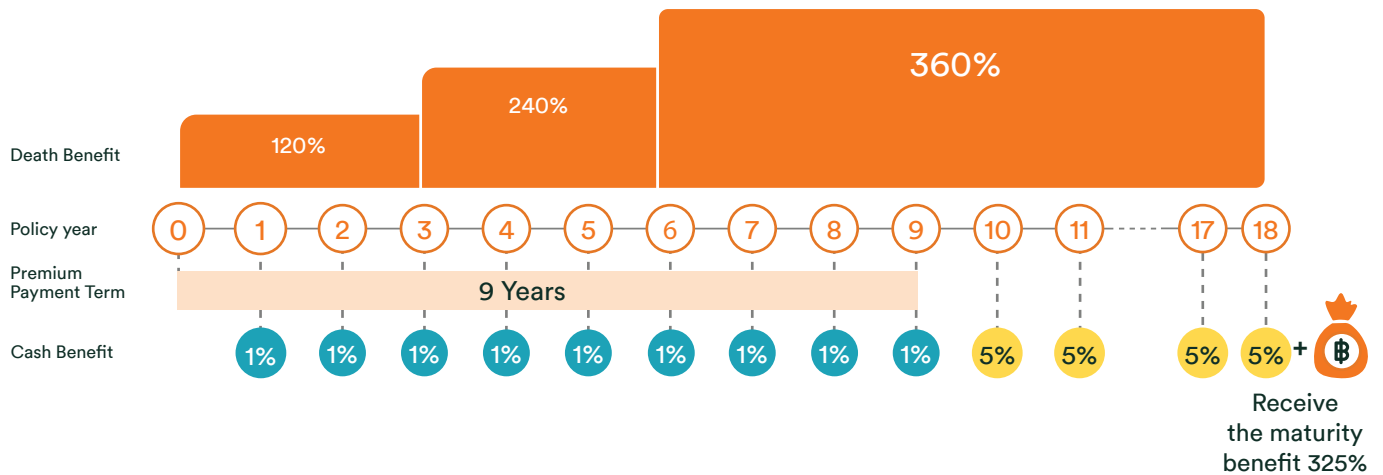 360%
240%
120%
Death Benefit
Policy year
0 1 2 3 4 5 6 7 8 9 10 11 17 18
Premium
Payment Term
9 Years
Cash Benefit
1% 1% 1% 1% 1% 1% 1% 1% 1% 5% 5% 5% 5% + ฿
Receive
the maturity
benefit 325%